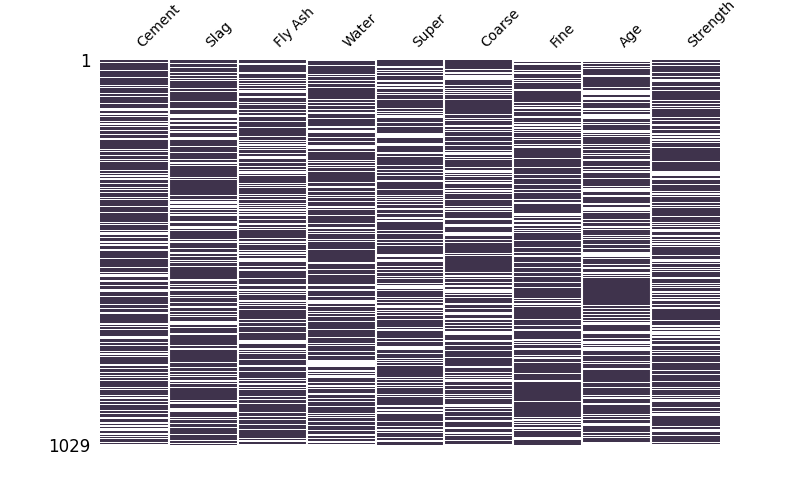 Cement Slag Fly Ash Water Super Coarse Fine Age Strength
1
1029